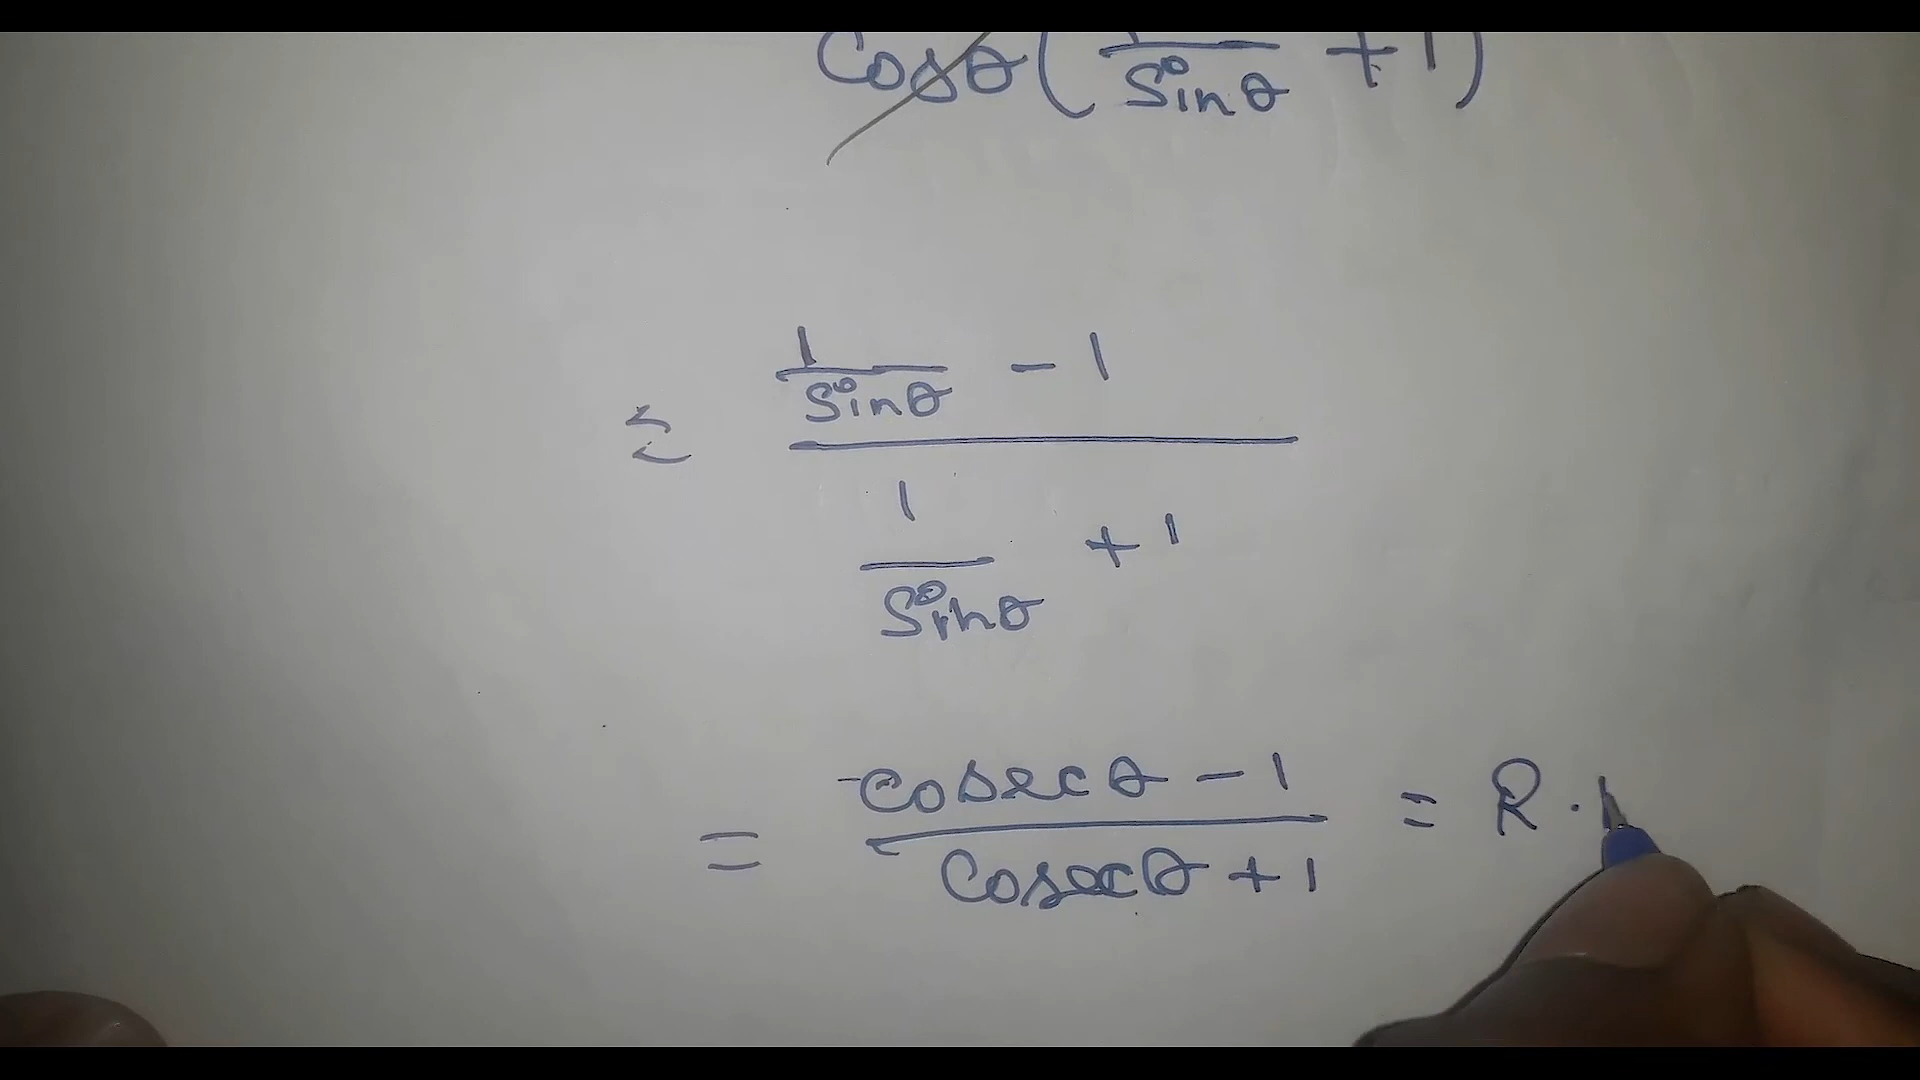 Cosθ( 1/Sinθ + 1 )
= (1/Sinθ - 1) / (1/Sinθ + 1)
= (Cosecθ - 1) / (Cosecθ + 1) = R.